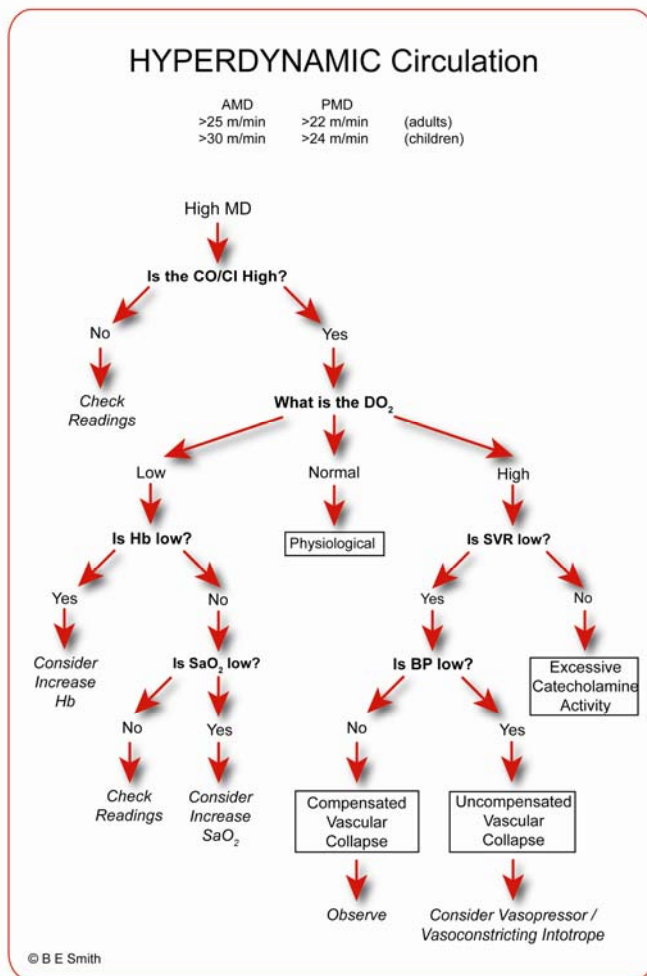 HYPERDYNAMIC Circulation
AMD PMD
>25 m/min >22 m/min (adults)
>30 m/min >24 m/min (children)
High MD
Is the CO/CI High?
No Yes
Check
Readings
What is the DO₂
Low Normal High
Is Hb low? Physiological Is SVR low?
Yes No Yes No
Consider
Increase
Hb
Is SaO₂ low? Is BP low?
Excessive
Catecholamine
Activity
No Yes No Yes
Check
Readings
Consider
Increase
SaO₂
Compensated
Vascular
Collapse
Uncompensated
Vascular
Collapse
Observe
Consider Vasopressor /
Vasoconstricting Intotrope
© B E Smith